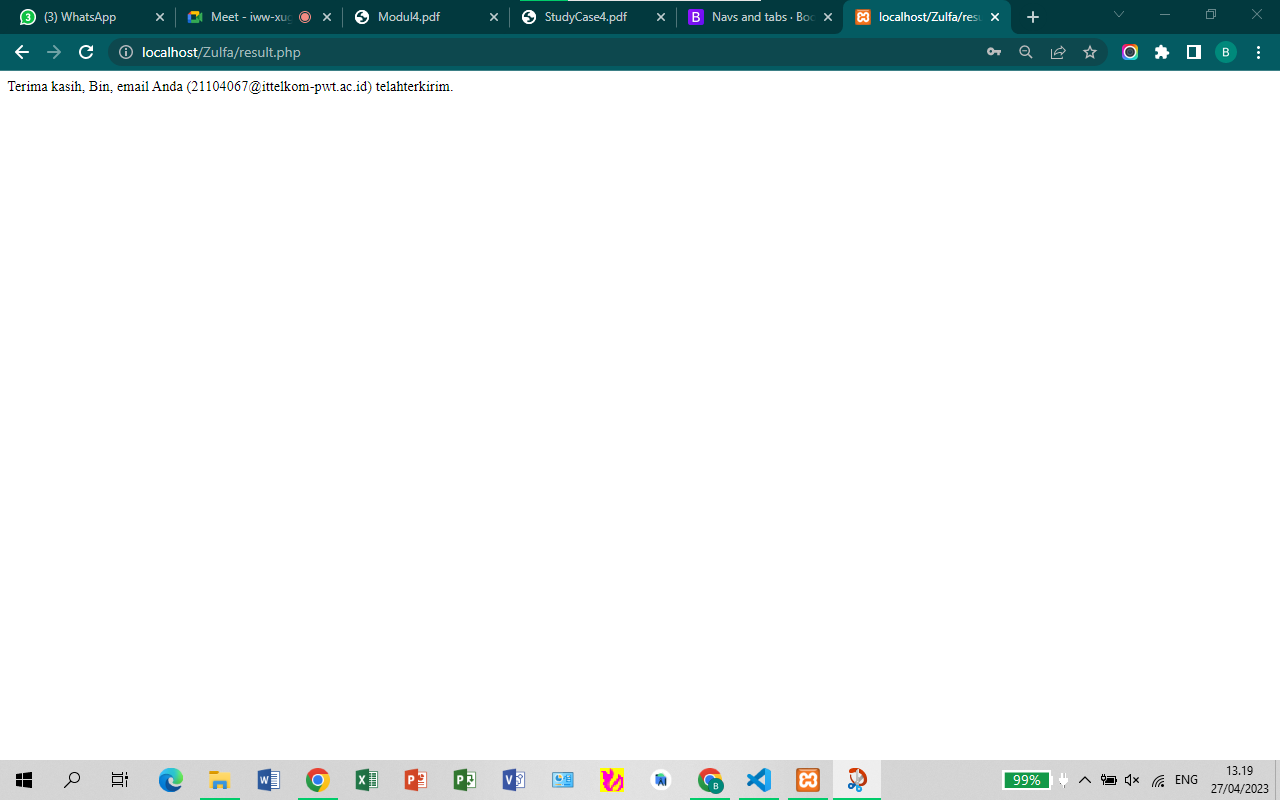 (3) WhatsApp
Meet - iww-xug
Modul4.pdf
StudyCase4.pdf
Navs and tabs · Boo
localhost/Zulfa/resu
localhost/Zulfa/result.php
B
Terima kasih, Bin, email Anda (21104067@ittelkom-pwt.ac.id) telahterkirim.
99%
ENG
13.19
27/04/2023